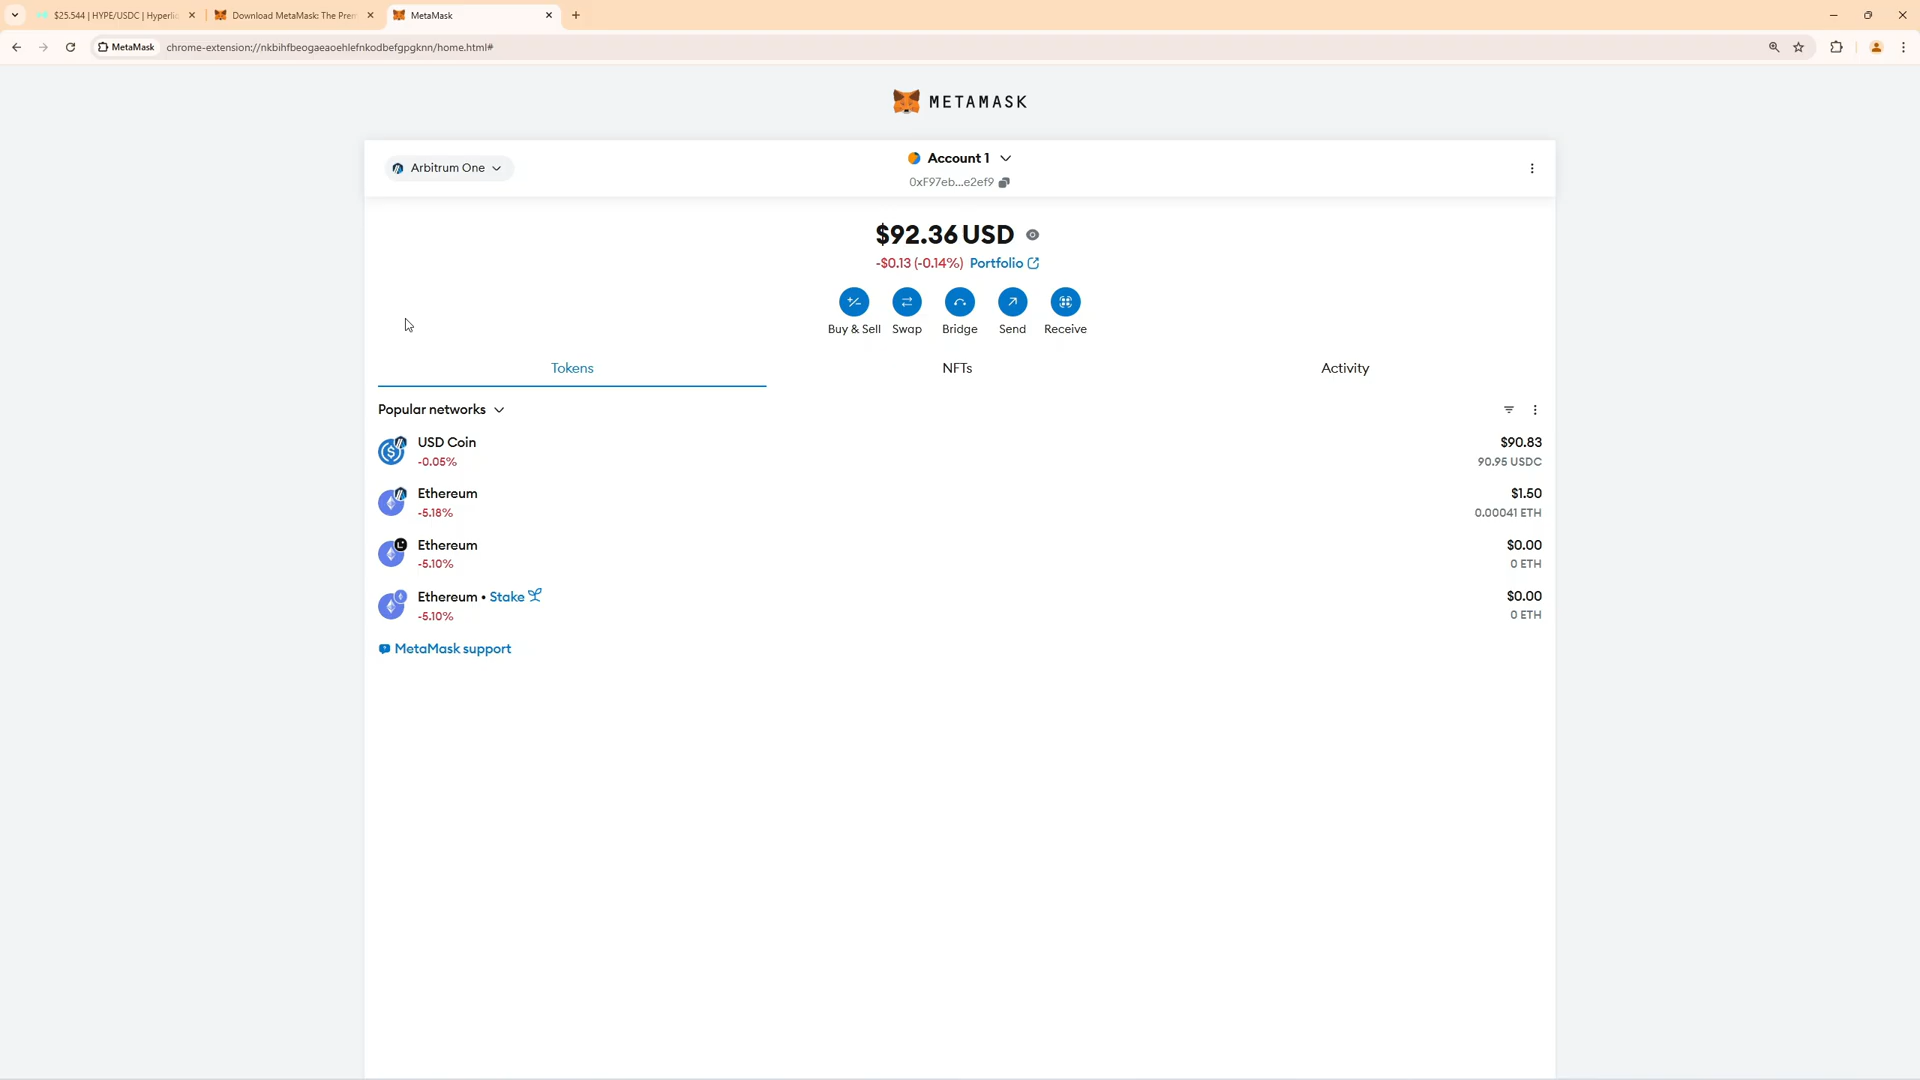 $25.544 | HYPE/USDC | Hyperli
Download MetaMask: The Prem
MetaMask
MetaMask
chrome-extension://nkbihfbeogaeaoehlefnkodbefgpgknn/home.html#
METAMASK
Arbitrum One
Account 1
0xF97eb...e2ef9
$92.36 USD
-$0.13 (-0.14%) Portfolio
Buy & Sell Swap Bridge Send Receive
Tokens NFTs Activity
Popular networks
USD Coin $90.83
-0.05% 90.95 USDC
Ethereum $1.50
-5.18% 0.00041 ETH
Ethereum $0.00
-5.10% 0 ETH
Ethereum • Stake $0.00
-5.10% 0 ETH
MetaMask support